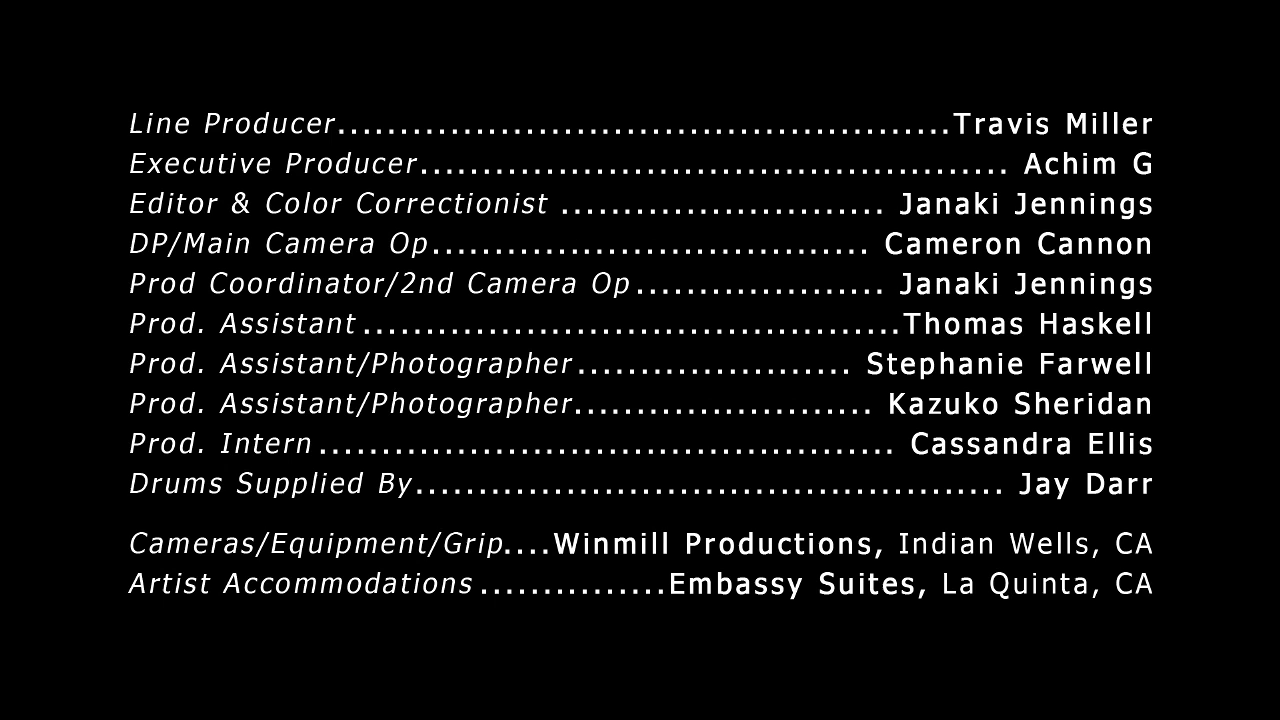 Line Producer.................................................Travis Miller
Executive Producer............................................... Achim G
Editor & Color Correctionist .......................... Janaki Jennings
DP/Main Camera Op................................... Cameron Cannon
Prod Coordinator/2nd Camera Op.................... Janaki Jennings
Prod. Assistant ...........................................Thomas Haskell
Prod. Assistant/Photographer...................... Stephanie Farwell
Prod. Assistant/Photographer........................ Kazuko Sheridan
Prod. Intern.............................................. Cassandra Ellis
Drums Supplied By............................................... Jay Darr
Cameras/Equipment/Grip....Winmill Productions, Indian Wells, CA
Artist Accommodations ...............Embassy Suites, La Quinta, CA